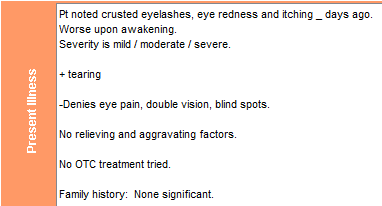 Present Illness
Pt noted crusted eyelashes, eye redness and itching _ days ago.
Worse upon awakening.
Severity is mild / moderate / severe.
+ tearing
-Denies eye pain, double vision, blind spots.
No relieving and aggravating factors.
No OTC treatment tried.
Family history:  None significant.